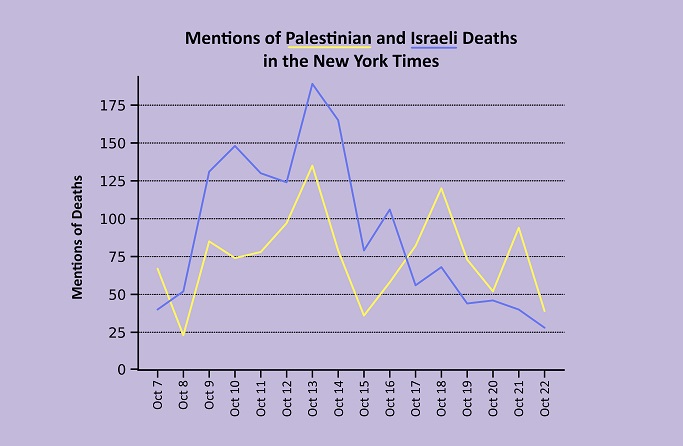 Mentions of Palestinian and Israeli Deaths
in the New York Times
Mentions of Deaths
175
150
125
100
75
50
25
0
Oct 7
Oct 8
Oct 9
Oct 10
Oct 11
Oct 12
Oct 13
Oct 14
Oct 15
Oct 16
Oct 17
Oct 18
Oct 19
Oct 20
Oct 21
Oct 22